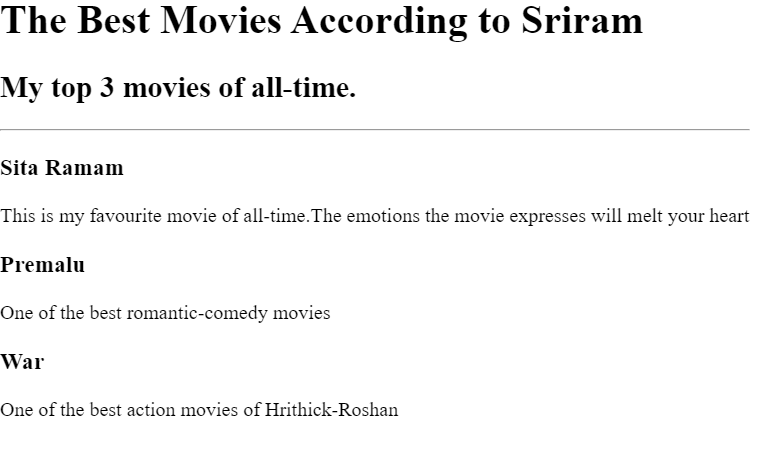 The Best Movies According to Sriram
My top 3 movies of all-time.
Sita Ramam
This is my favourite movie of all-time.The emotions the movie expresses will melt your heart
Premalu
One of the best romantic-comedy movies
War
One of the best action movies of Hrithick-Roshan